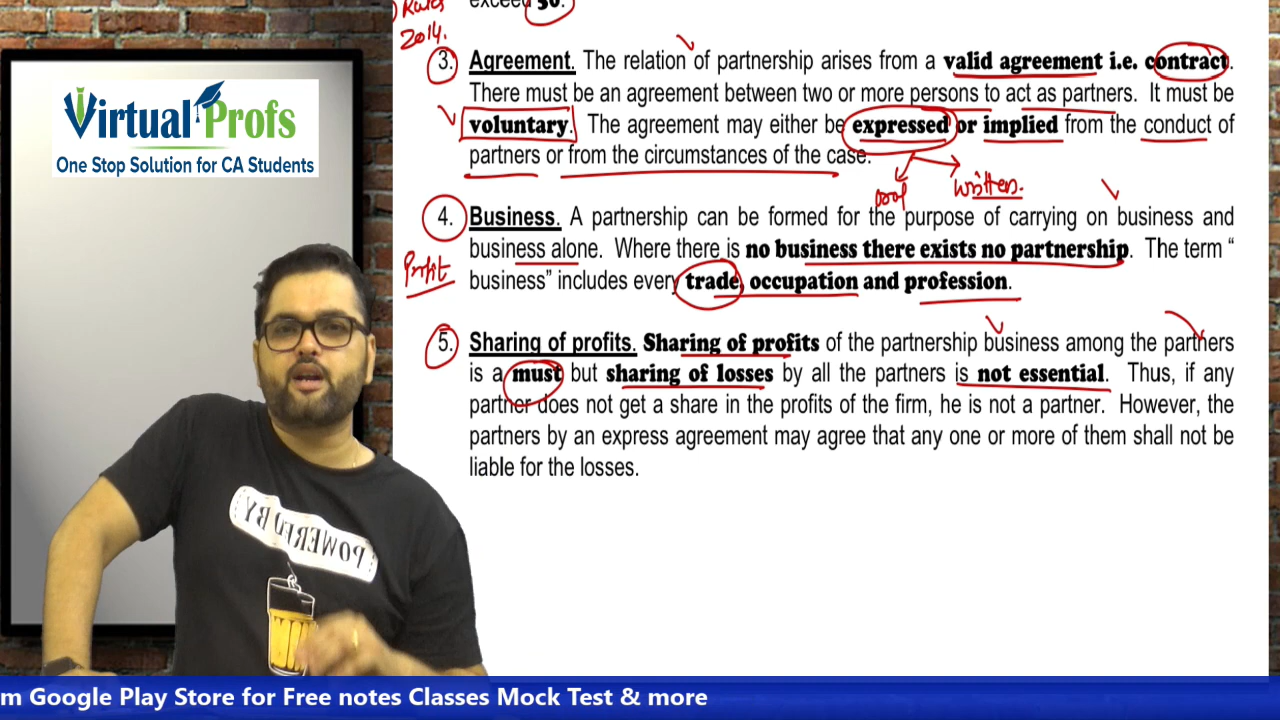 Rules
exceed 50.
2014.
3. Agreement. The relation of partnership arises from a valid agreement i.e. contract.
There must be an agreement between two or more persons to act as partners. It must be
voluntary. The agreement may either be expressed or implied from the conduct of
partners or from the circumstances of the case.
oral written.
4. Business. A partnership can be formed for the purpose of carrying on business and
business alone. Where there is no business there exists no partnership. The term “
Profit
business” includes every trade, occupation and profession.
5. Sharing of profits. Sharing of profits of the partnership business among the partners
is a must but sharing of losses by all the partners is not essential. Thus, if any
partner does not get a share in the profits of the firm, he is not a partner. However, the
partners by an express agreement may agree that any one or more of them shall not be
liable for the losses.
Virtual Profs
One Stop Solution for CA Students
POWERED BY
m Google Play Store for Free notes Classes Mock Test & more